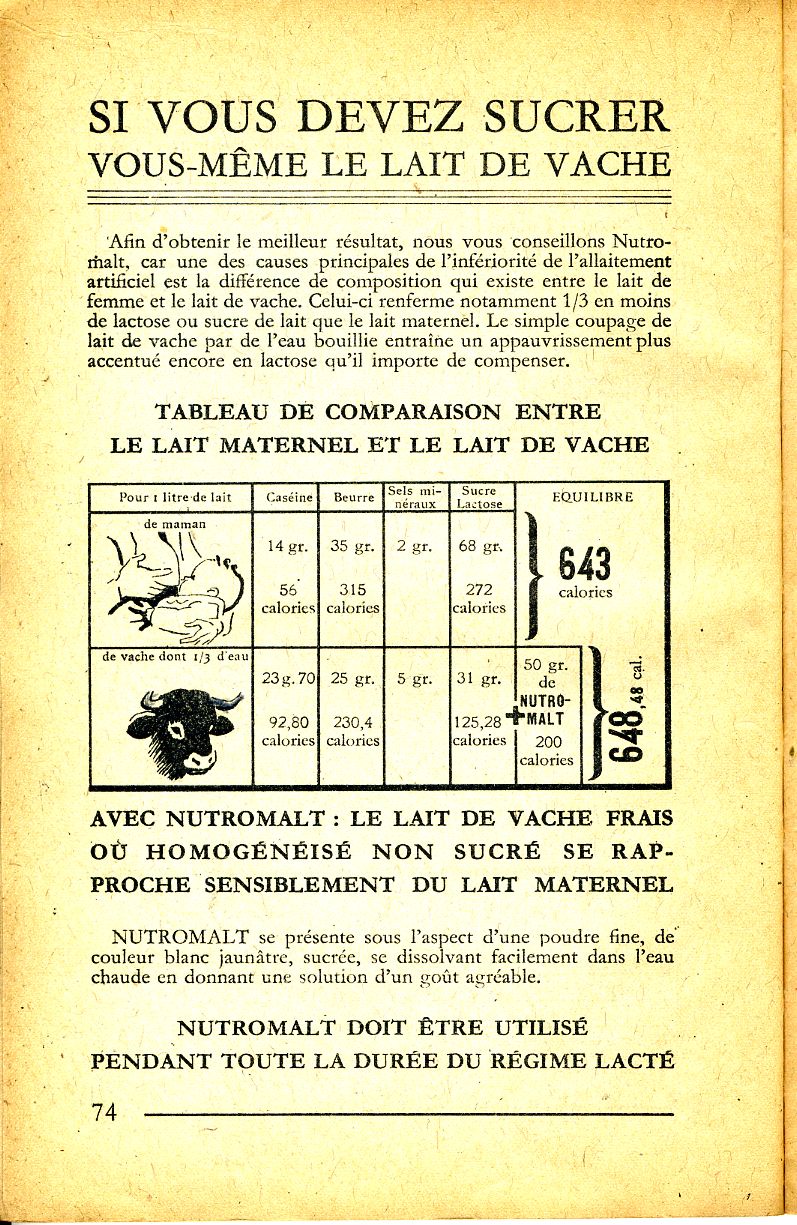 SI VOUS DEVEZ SUCRER
VOUS-MÊME LE LAIT DE VACHE
Afin d'obtenir le meilleur résultat, nous vous conseillons Nutro-
malt, car une des causes principales de l'infériorité de l'allaitement
artificiel est la différence de composition qui existe entre le lait de
femme et le lait de vache. Celui-ci renferme notamment 1/3 en moins
de lactose ou sucre de lait que le lait maternel. Le simple coupage de
lait de vache par de l'eau bouillie entraîne un appauvrissement plus
accentué encore en lactose qu'il importe de compenser.
TABLEAU DE COMPARAISON ENTRE
LE LAIT MATERNEL ET LE LAIT DE VACHE
Pour 1 litre de lait Caséine Beurre Sels mi-
néraux Sucre
Lactose EQUILIBRE
de maman
14 gr. 35 gr. 2 gr. 68 gr.
56 315 272
calories calories calories
643
calories
de vache dont 1/3 d'eau
23g.70 25 gr. 5 gr. 31 gr.
92,80 230,4 125,28
calories calories calories
50 gr.
de
NUTRO-
+MALT
200
calories
648,48 cal.
AVEC NUTROMALT : LE LAIT DE VACHE FRAIS
OÙ HOMOGÉNÉISÉ NON SUCRÉ SE RAP-
PROCHE SENSIBLEMENT DU LAIT MATERNEL
NUTROMALT se présente sous l'aspect d'une poudre fine, de
couleur blanc jaunâtre, sucrée, se dissolvant facilement dans l'eau
chaude en donnant une solution d'un goût agréable.
NUTROMALT DOIT ÊTRE UTILISÉ
PENDANT TOUTE LA DURÉE DU RÉGIME LACTÉ
74